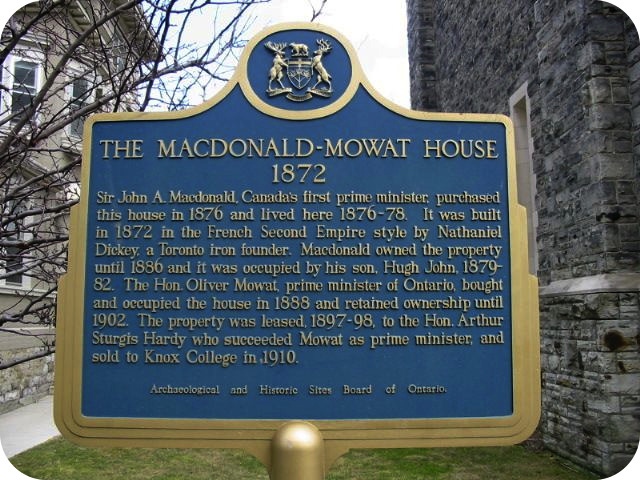 THE MACDONALD-MOWAT HOUSE
1872
Sir John A. Macdonald, Canada's first prime minister, purchased
this house in 1876 and lived here 1876-78. It was built
in 1872 in the French Second Empire style by Nathaniel
Dickey, a Toronto iron founder. Macdonald owned the property
until 1886 and it was occupied by his son, Hugh John, 1879-
82. The Hon. Oliver Mowat, prime minister of Ontario, bought
and occupied the house in 1888 and retained ownership until
1902. The property was leased, 1897-98, to the Hon. Arthur
Sturgis Hardy who succeeded Mowat as prime minister, and
sold to Knox College in 1910.
Archaeological and Historic Sites Board of Ontario.